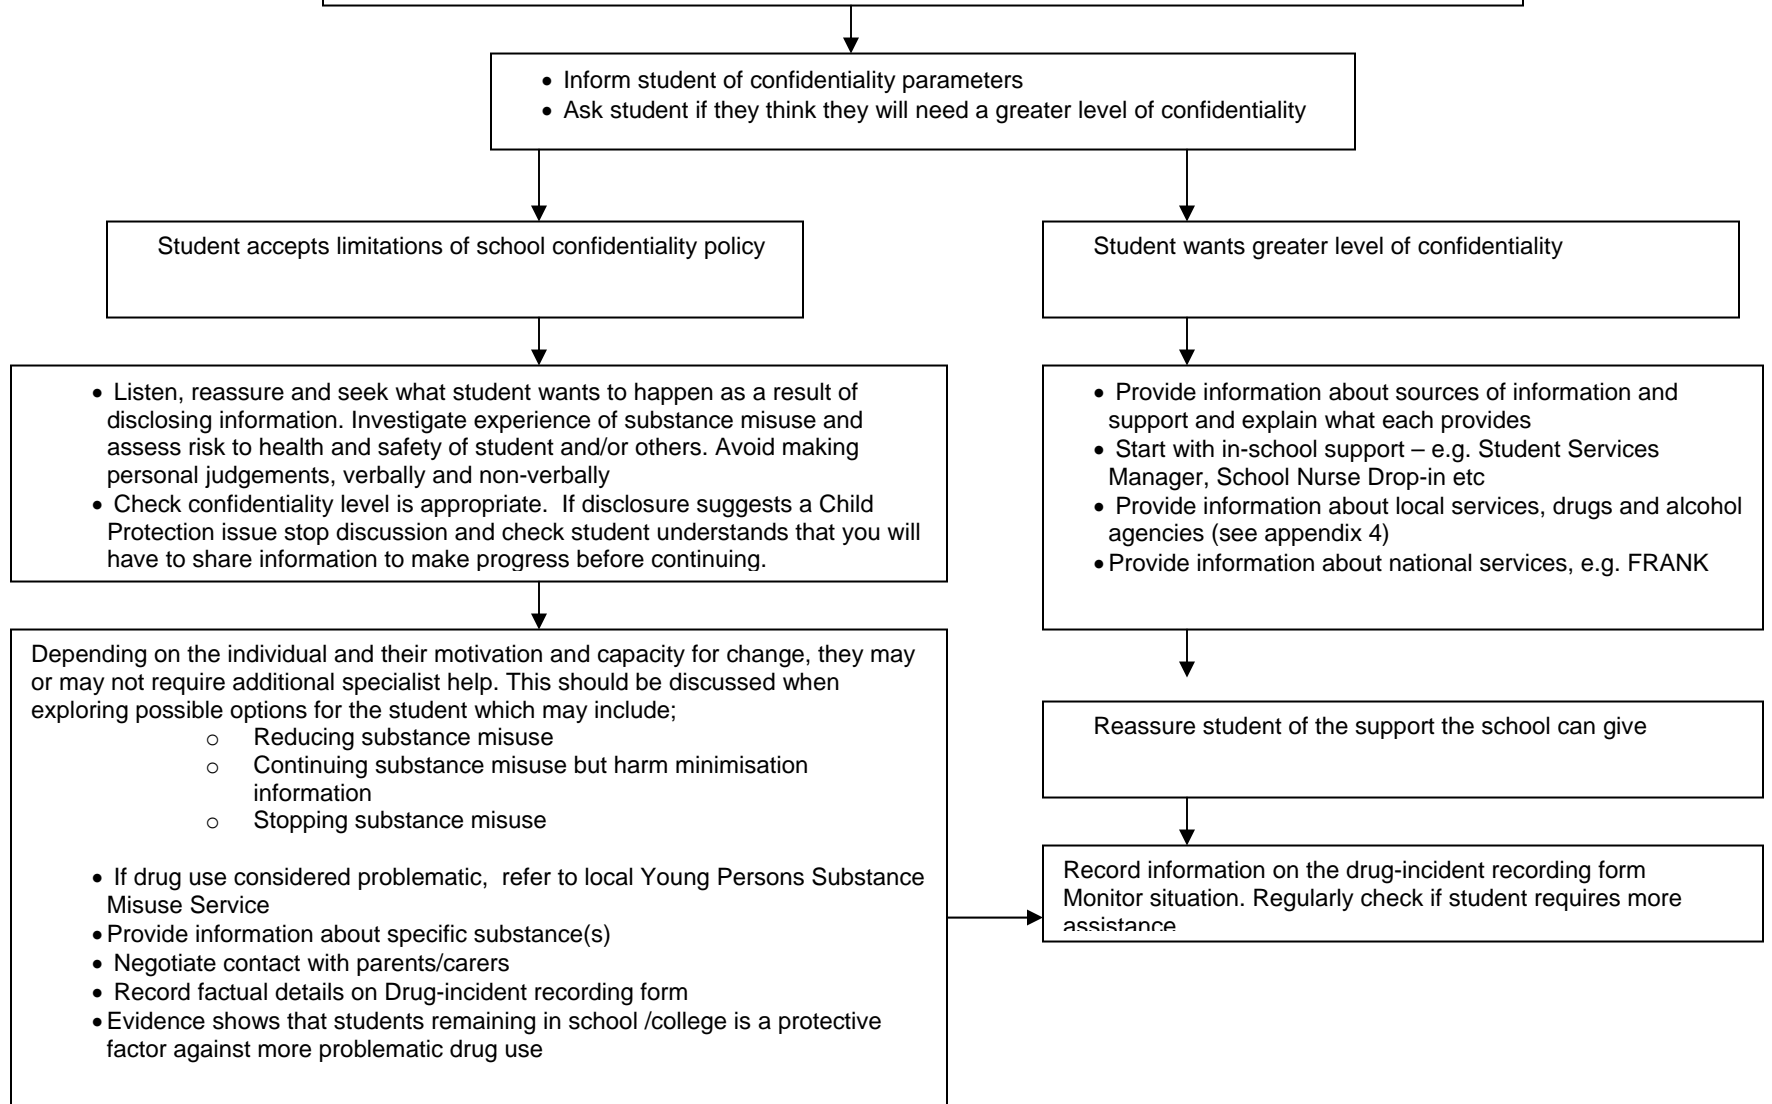 • Inform student of confidentiality parameters
• Ask student if they think they will need a greater level of confidentiality
Student accepts limitations of school confidentiality policy
Student wants greater level of confidentiality
• Listen, reassure and seek what student wants to happen as a result of
disclosing information. Investigate experience of substance misuse and
assess risk to health and safety of student and/or others. Avoid making
personal judgements, verbally and non-verbally
• Check confidentiality level is appropriate.  If disclosure suggests a Child
Protection issue stop discussion and check student understands that you will
have to share information to make progress before continuing.
• Provide information about sources of information and
support and explain what each provides
• Start with in-school support – e.g. Student Services
Manager, School Nurse Drop-in etc
• Provide information about local services, drugs and alcohol
agencies (see appendix 4)
• Provide information about national services, e.g. FRANK
Depending on the individual and their motivation and capacity for change, they may
or may not require additional specialist help. This should be discussed when
exploring possible options for the student which may include;
o Reducing substance misuse
o Continuing substance misuse but harm minimisation
information
o Stopping substance misuse
• If drug use considered problematic,  refer to local Young Persons Substance
Misuse Service
• Provide information about specific substance(s)
• Negotiate contact with parents/carers
• Record factual details on Drug-incident recording form
• Evidence shows that students remaining in school /college is a protective
factor against more problematic drug use
Reassure student of the support the school can give
Record information on the drug-incident recording form
Monitor situation. Regularly check if student requires more
assistance